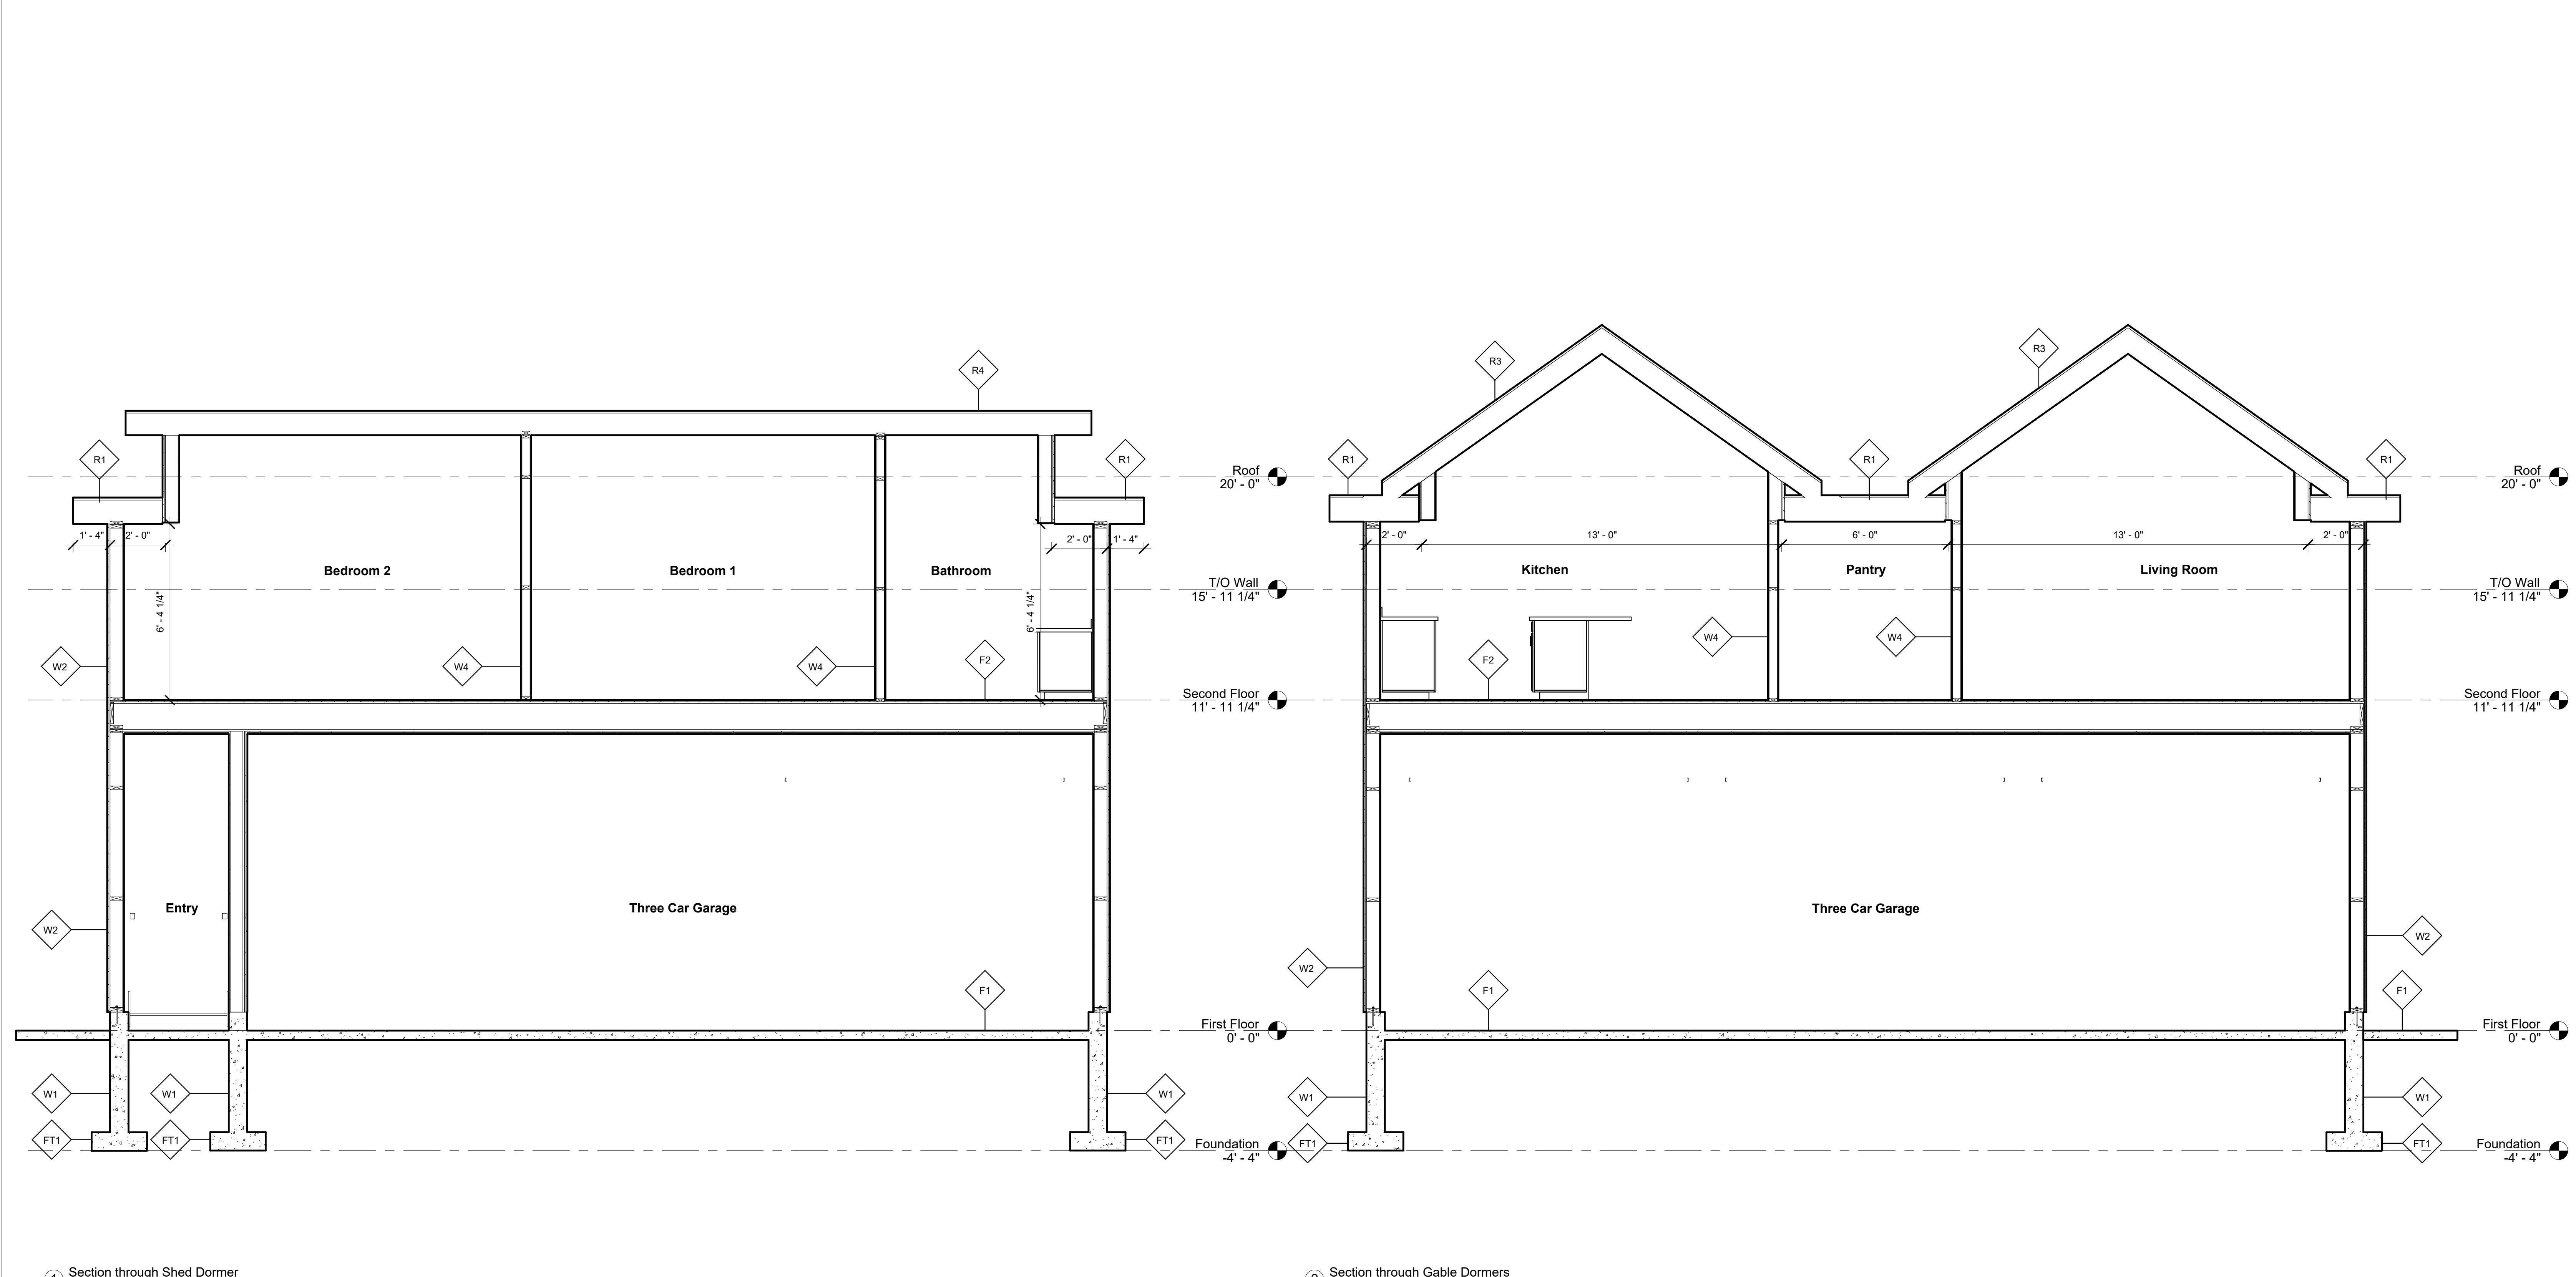 R4
R1
R1
1' - 4"
2' - 0"
2' - 0"
1' - 4"
Bedroom 2
Bedroom 1
Bathroom
6' - 4 1/4"
6' - 4 1/4"
W2
W4
W4
F2
W2
Entry
Three Car Garage
F1
W1
W1
W1
FT1
FT1
FT1
Roof
20' - 0"
T/O Wall
15' - 11 1/4"
Second Floor
11' - 11 1/4"
First Floor
0' - 0"
Foundation
-4' - 4"
1
Section through Shed Dormer
R3
R3
R1
R1
R1
2' - 0"
13' - 0"
6' - 0"
13' - 0"
2' - 0"
Kitchen
Pantry
Living Room
W4
W4
F2
Three Car Garage
W2
W2
F1
F1
W1
W1
FT1
FT1
Roof
20' - 0"
T/O Wall
15' - 11 1/4"
Second Floor
11' - 11 1/4"
First Floor
0' - 0"
Foundation
-4' - 4"
2
Section through Gable Dormers